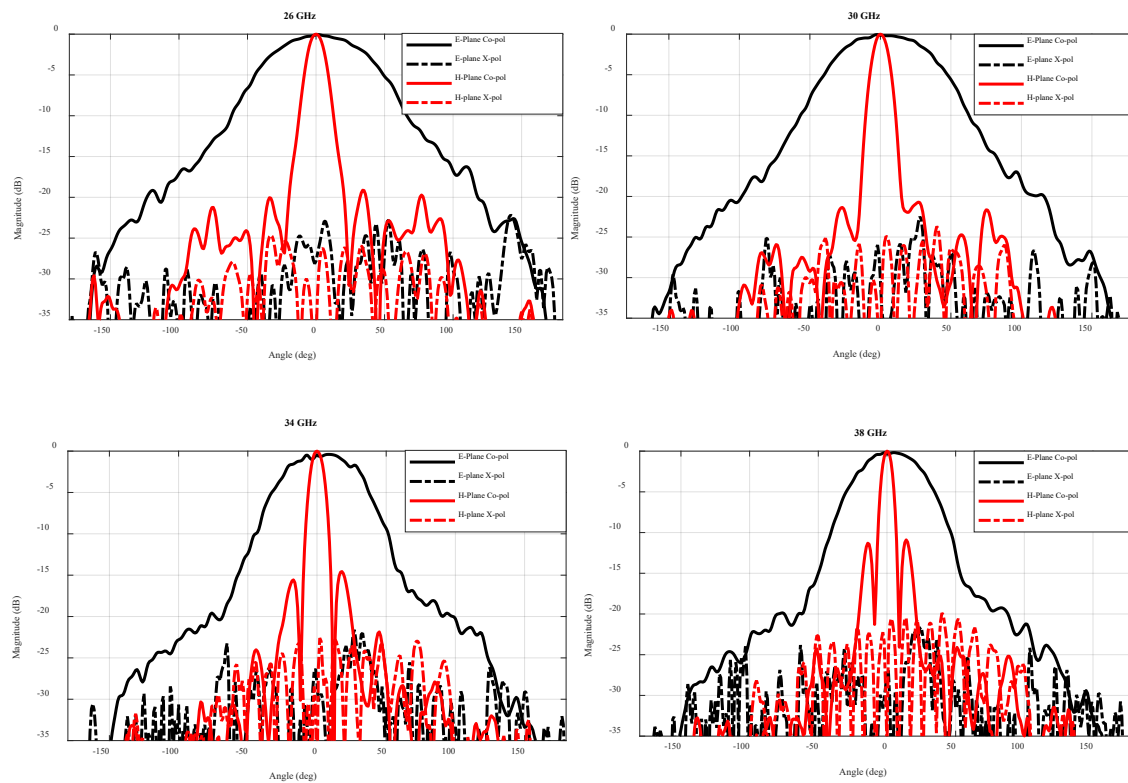 26 GHz
0
-5
-10
-15
-20
-25
-30
-35
Magnitude (dB)
-150
-100
-50
0
50
100
150
Angle (deg)
E-Plane Co-pol
E-plane X-pol
H-Plane Co-pol
H-plane X-pol
30 GHz
0
-5
-10
-15
-20
-25
-30
-35
Magnitude (dB)
-150
-100
-50
0
50
100
150
Angle (deg)
E-Plane Co-pol
E-plane X-pol
H-Plane Co-pol
H-plane X-pol
34 GHz
0
-5
-10
-15
-20
-25
-30
-35
Magnitude (dB)
-150
-100
-50
0
50
100
150
Angle (deg)
E-Plane Co-pol
E-Plane X-pol
H-Plane Co-pol
H-plane X-pol
38 GHz
0
-5
-10
-15
-20
-25
-30
-35
Magnitude (dB)
-150
-100
-50
0
50
100
150
Angle (deg)
E-Plane Co-pol
E-plane X-pol
H-Plane Co-pol
H-plane X-pol